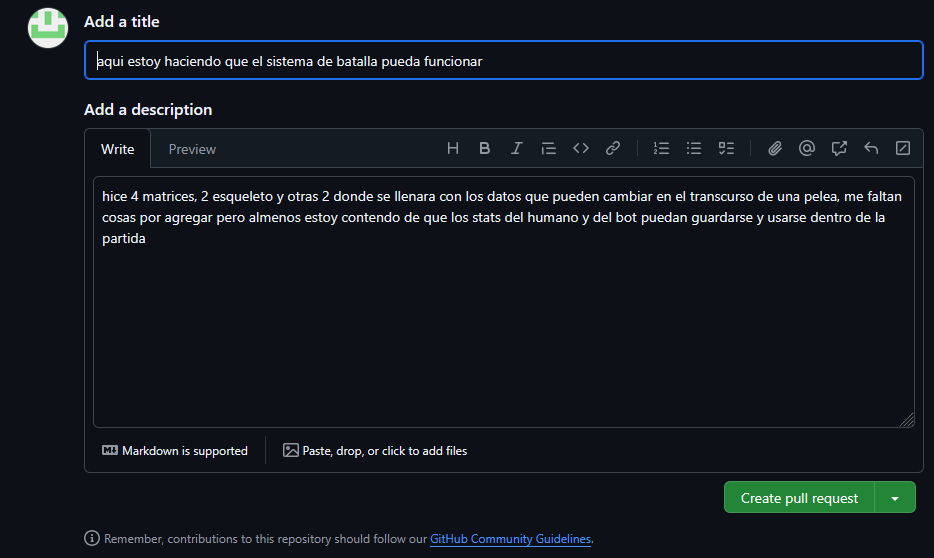 Add a title
aqui estoy haciendo que el sistema de batalla pueda funcionar
Add a description
Write
Preview
hice 4 matrices, 2 esqueleto y otras 2 donde se llenara con los datos que pueden cambiar en el transcurso de una pelea, me faltan
cosas por agregar pero almenos estoy contendo de que los stats del humano y del bot puedan guardarse y usarse dentro de la
partida
Markdown is supported
Paste, drop, or click to add files
Create pull request
Remember, contributions to this repository should follow our GitHub Community Guidelines.